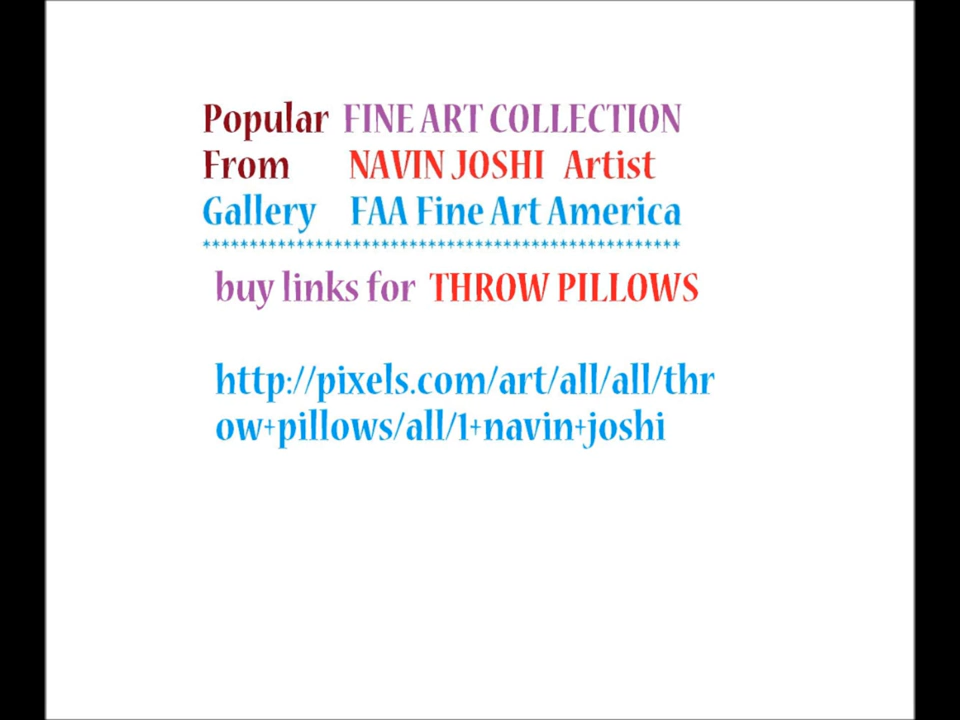 Popular FINE ART COLLECTION
From NAVIN JOSHI Artist
Gallery FAA Fine Art America
***************************************************
buy links for THROW PILLOWS
http://pixels.com/art/all/all/thr
ow+pillows/all/1+navin+joshi